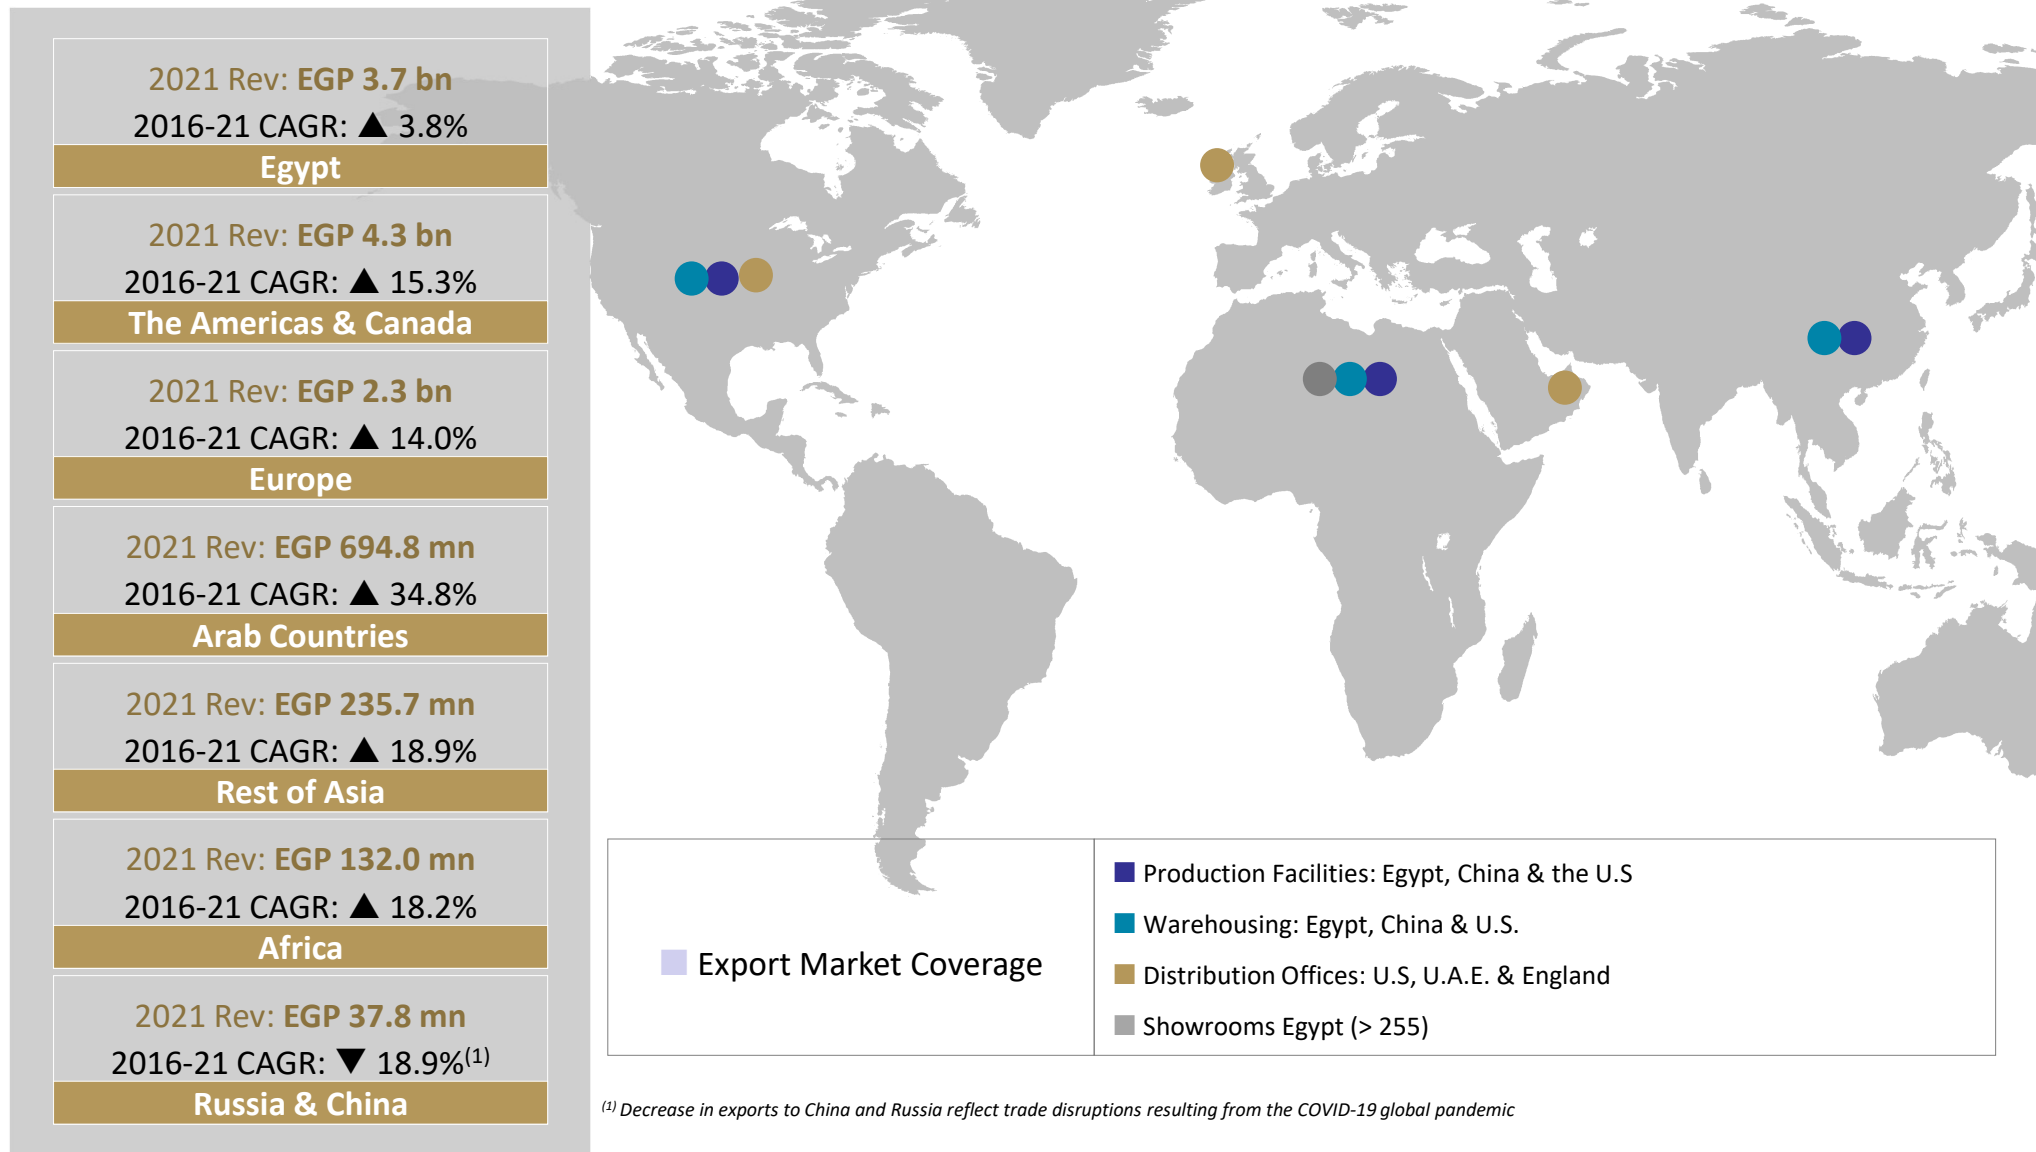 2021 Rev: EGP 3.7 bn
2016-21 CAGR: ▲ 3.8%
Egypt
2021 Rev: EGP 4.3 bn
2016-21 CAGR: ▲ 15.3%
The Americas & Canada
2021 Rev: EGP 2.3 bn
2016-21 CAGR: ▲ 14.0%
Europe
2021 Rev: EGP 694.8 mn
2016-21 CAGR: ▲ 34.8%
Arab Countries
2021 Rev: EGP 235.7 mn
2016-21 CAGR: ▲ 18.9%
Rest of Asia
2021 Rev: EGP 132.0 mn
2016-21 CAGR: ▲ 18.2%
Africa
2021 Rev: EGP 37.8 mn
2016-21 CAGR: ▼ 18.9%(1)
Russia & China
Export Market Coverage
Production Facilities: Egypt, China & the U.S
Warehousing: Egypt, China & U.S.
Distribution Offices: U.S, U.A.E. & England
Showrooms Egypt (> 255)
(1) Decrease in exports to China and Russia reflect trade disruptions resulting from the COVID-19 global pandemic